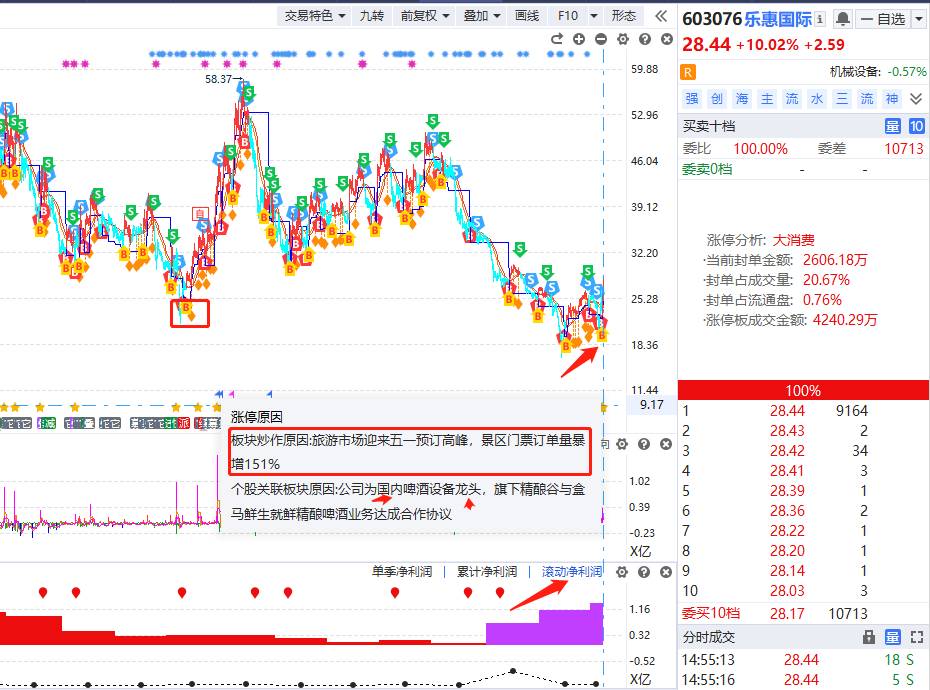 交易特色 九转 前复权 叠加 画线 F10 形态
603076 乐惠国际 自选
28.44 +10.02% +2.59
R 机械设备: -0.57%
强 创 海 主 流 水 三 流 神
买卖十档 量 10
委比 100.00% 委差 10713
委卖0档 - -
涨停分析: 大消费
·当前封单金额: 2606.18万
·封单占成交量: 20.67%
·封单占流通盘: 0.76%
·涨停板成交金额: 4240.29万
100%
1 28.44 9164
2 28.43 2
3 28.42 34
4 28.41 3
5 28.39 1
6 28.36 2
7 28.22 1
8 28.20 1
9 28.14 1
10 28.03 3
委买10档 28.17 10713
分时成交 量
14:55:13 28.44 18 S
14:55:16 28.44 5 S
58.37
59.88
52.96
46.04
39.12
32.20
25.28
18.36
11.44
9.17
涨停原因
板块炒作原因:旅游市场迎来五一预订高峰，景区门票订单量暴
增151%
个股关联板块原因:公司为国内啤酒设备龙头，旗下精酿谷与盒
马鲜生就鲜精酿啤酒业务达成合作协议
1.02
0.39
-0.23
X亿
单季净利润 | 累计净利润 | 滚动净利润
1.16
0.32
-0.52
X亿